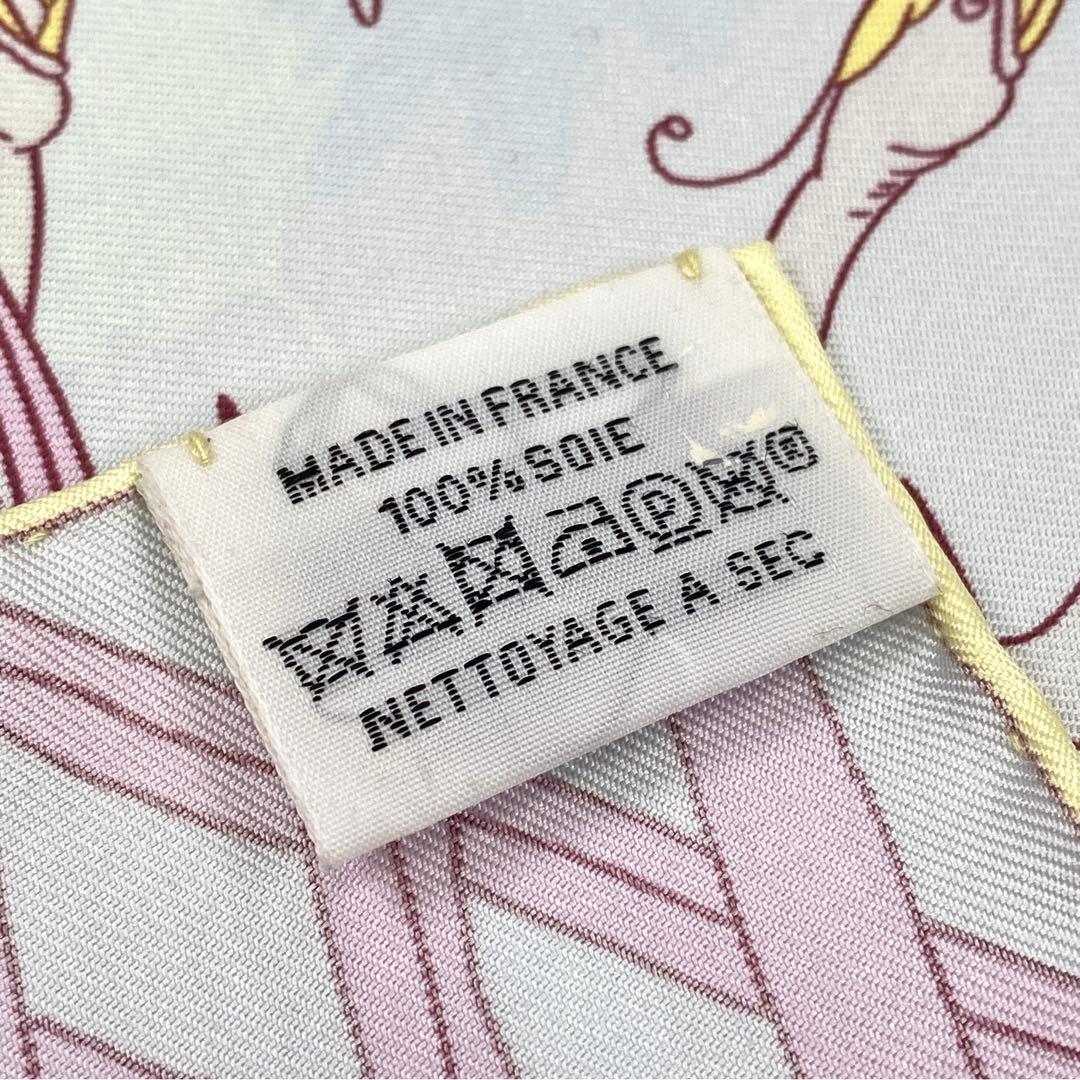 MADE IN FRANCE
100% SOIE
Ⓟ ®
NETTOYAGE A SEC